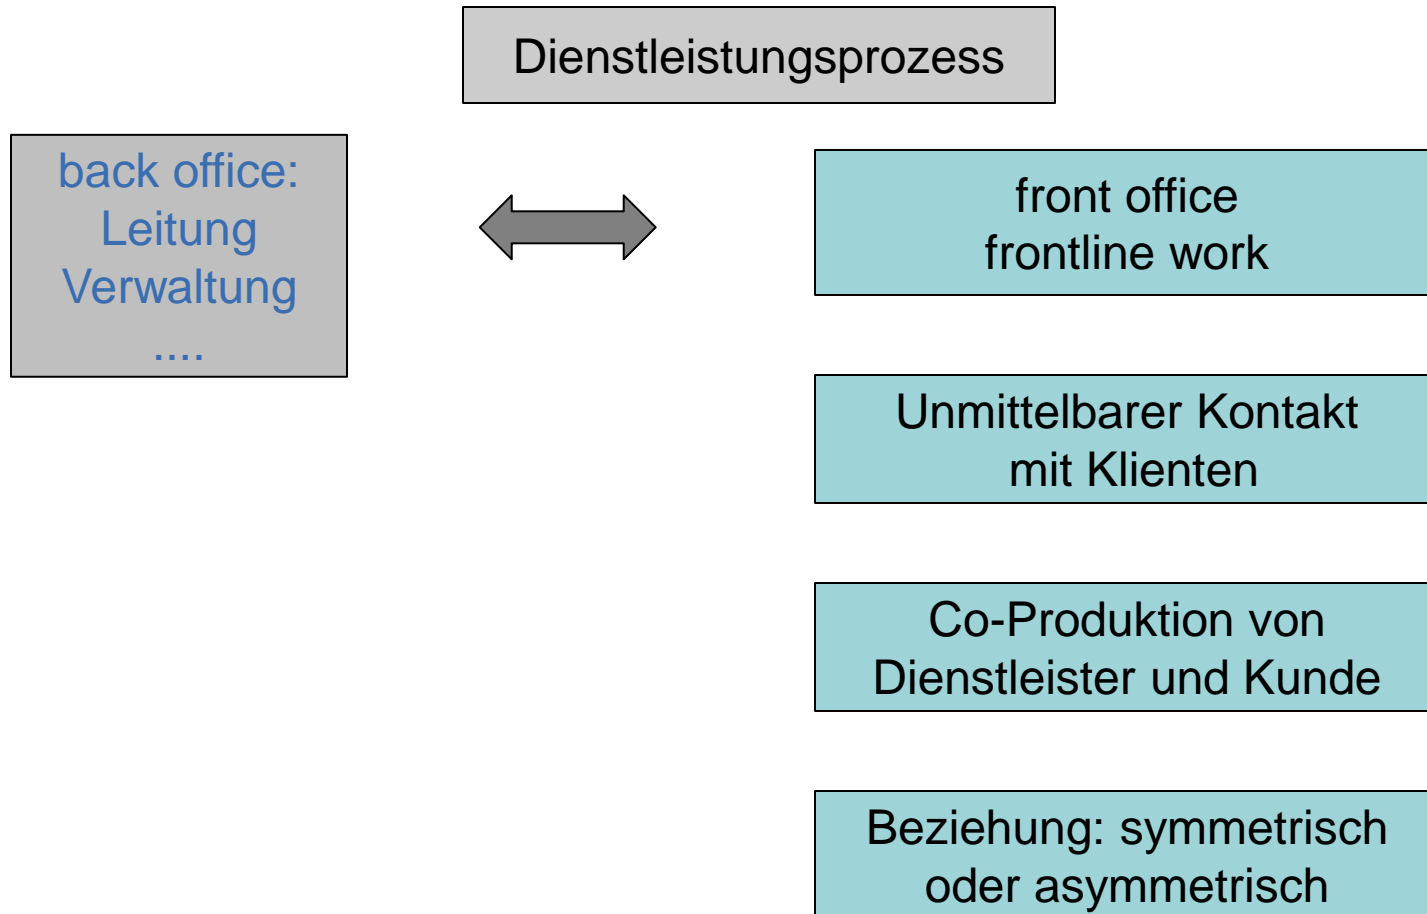 Dienstleistungsprozess
back office:
Leitung
Verwaltung
....
front office
frontline work
Unmittelbarer Kontakt
mit Klienten
Co-Produktion von
Dienstleister und Kunde
Beziehung: symmetrisch
oder asymmetrisch